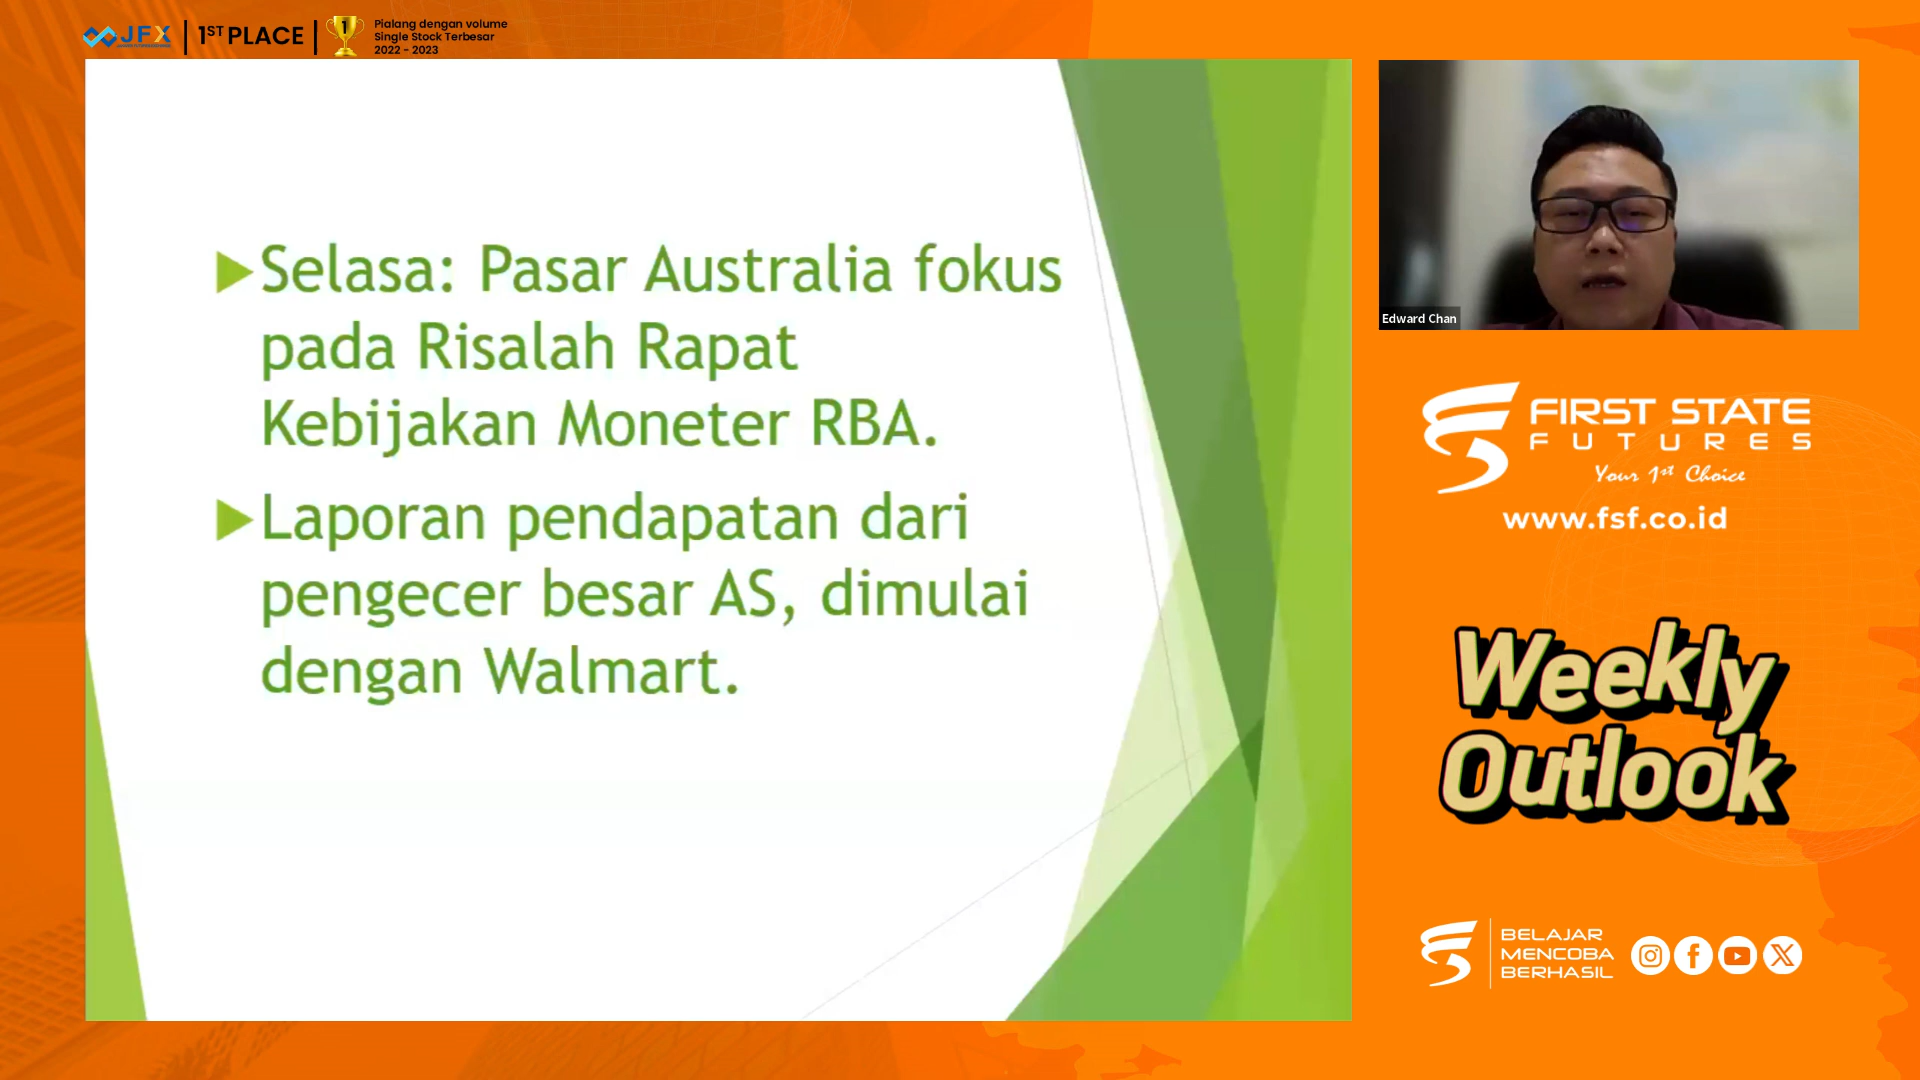 JFX
1ST PLACE
1
Pialang dengan volume
Single Stock Terbesar
2022 - 2023
Selasa: Pasar Australia fokus
pada Risalah Rapat
Kebijakan Moneter RBA.
Laporan pendapatan dari
pengecer besar AS, dimulai
dengan Walmart.
Edward Chan
FIRST STATE
FUTURES
Your 1st Choice
www.fsf.co.id
Weekly
Outlook
BELAJAR
MENCOBA
BERHASIL